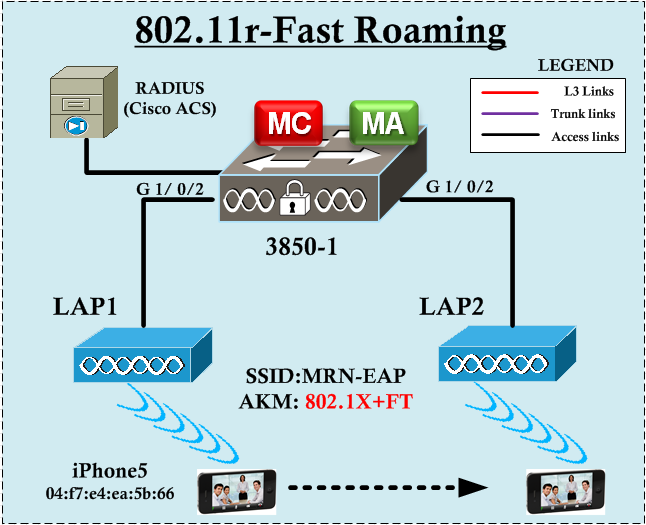 802.11r-Fast Roaming
LEGEND
L3 Links
Trunk links
Access links
RADIUS
(Cisco ACS)
MC
MA
G 1/ 0/2
G 1/ 0/2
3850-1
LAP1
LAP2
SSID:MRN-EAP
AKM: 802.1X+FT
iPhone5
04:f7:e4:ea:5b:66